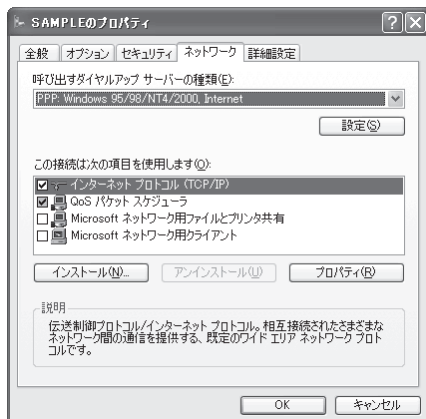 SAMPLEのプロパティ
全般 オプション セキュリティ ネットワーク 詳細設定
呼び出すダイヤルアップ サーバーの種類(E):
PPP: Windows 95/98/NT4/2000, Internet
設定(S)
この接続は次の項目を使用します(O):
インターネット プロトコル (TCP/IP)
QoS パケット スケジューラ
Microsoft ネットワーク用ファイルとプリンタ共有
Microsoft ネットワーク用クライアント
インストール(N)... アンインストール(U) プロパティ(R)
説明
伝送制御プロトコル/インターネット プロトコル。相互接続されたさまざまな
ネットワーク間の通信を提供する、既定のワイド エリア ネットワーク プロト
コルです。
OK キャンセル